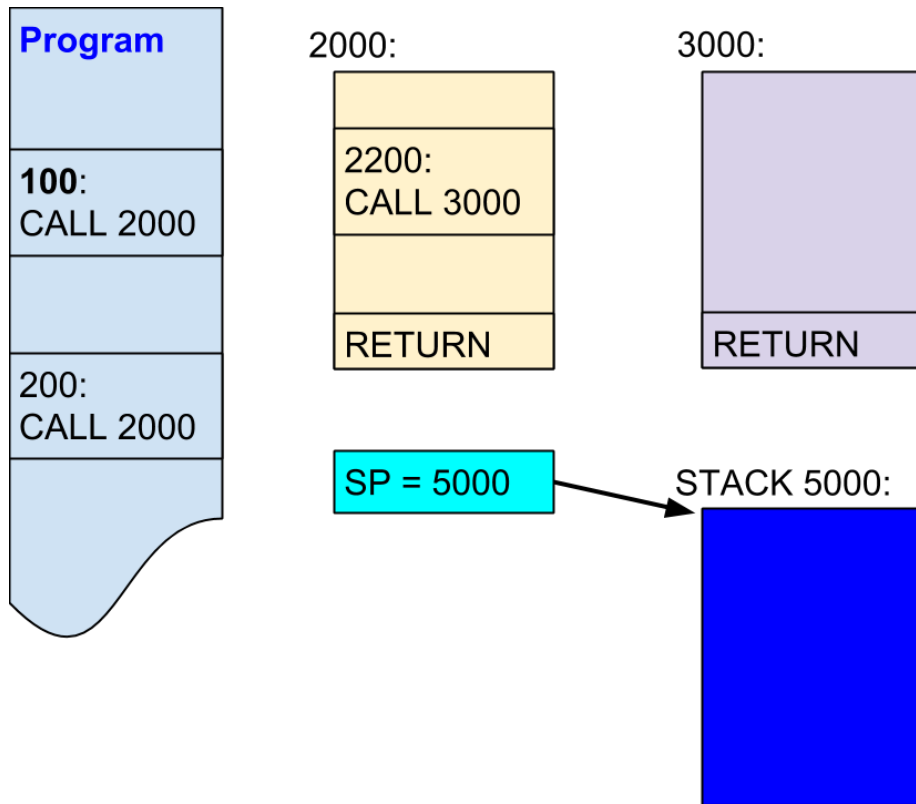 Program
100:
CALL 2000
200:
CALL 2000
2000:
2200:
CALL 3000
RETURN
3000:
RETURN
SP = 5000
STACK 5000: